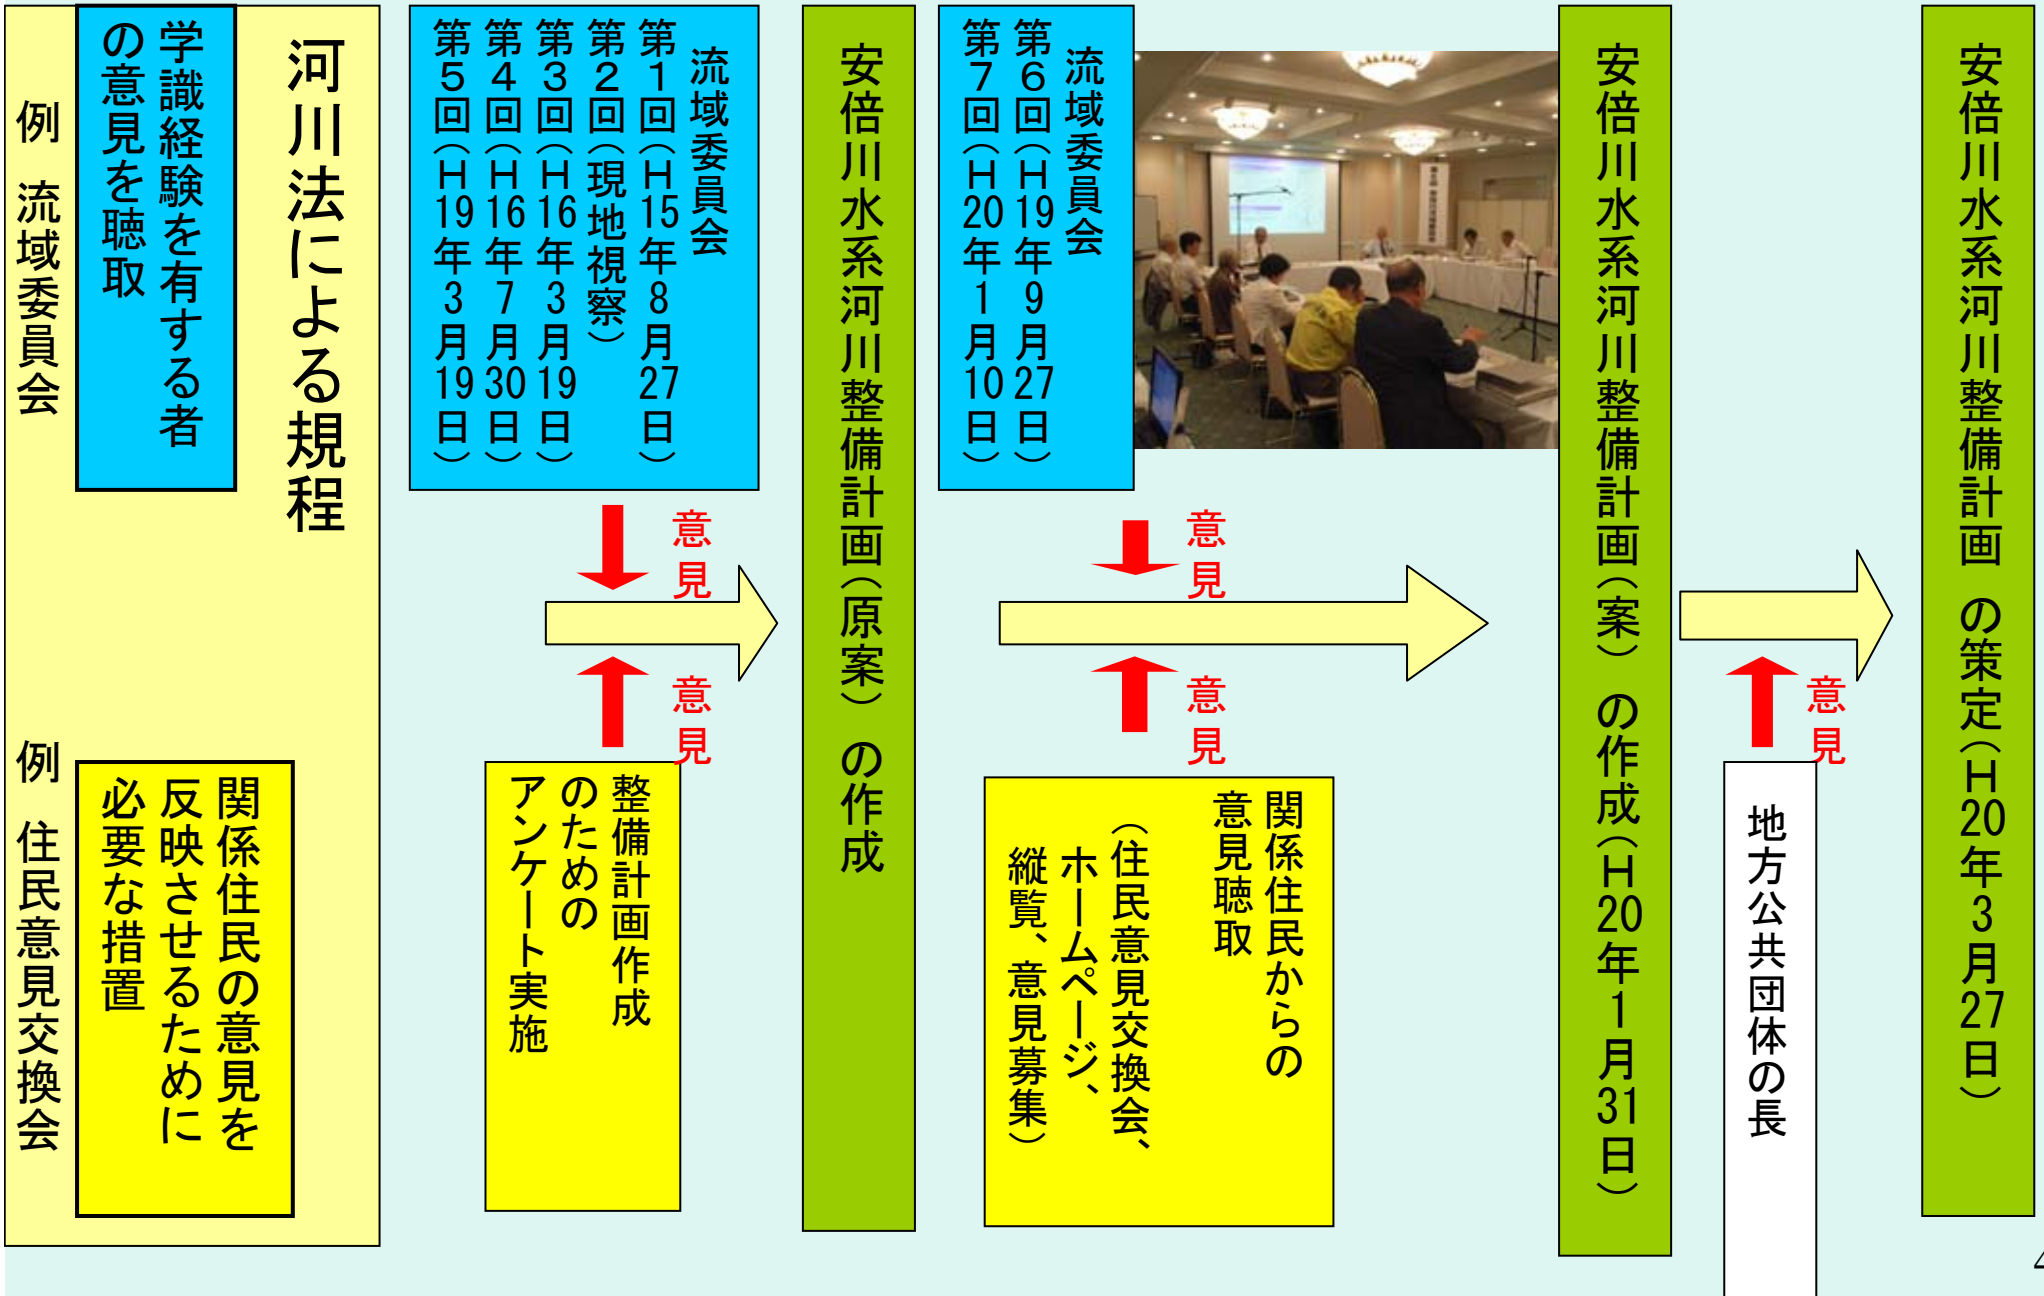 河川法による規程
学識経験を有する者
の意見を聴取
例　流域委員会
関係住民の意見を
反映させるために
必要な措置
例　住民意見交換会
流域委員会
第１回（Ｈ15年８月27日）
第２回（現地視察）
第３回（Ｈ16年３月19日）
第４回（Ｈ16年７月30日）
第５回（Ｈ19年３月19日）
意見
意見
整備計画作成
のための
アンケート実施
安倍川水系河川整備計画（原案）の作成
流域委員会
第６回（Ｈ19年９月27日）
第７回（Ｈ20年１月10日）
意見
意見
関係住民からの
意見聴取
（住民意見交換会、
ホームページ、
縦覧、意見募集）
安倍川水系河川整備計画（案）の作成（Ｈ20年１月31日）
意見
地方公共団体の長
安倍川水系河川整備計画 の策定（Ｈ20年３月27日）